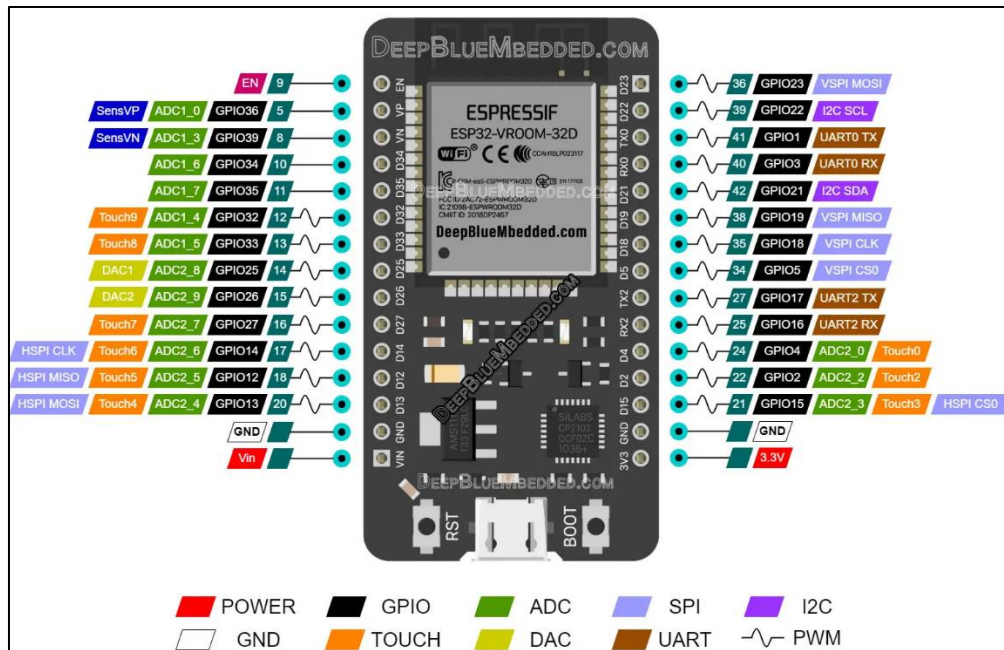 DEEPBLUEMBEDDED.COM
EN 9 EN D23 36 GPIO23 VSPI MOSI
SensVP ADC1_0 GPIO36 5 VP D22 39 GPIO22 I2C SCL
SensVN ADC1_3 GPIO39 8 VN TX0 41 GPIO1 UART0 TX
ADC1_6 GPIO34 10 D34 RX0 40 GPIO3 UART0 RX
ADC1_7 GPIO35 11 D35 D21 42 GPIO21 I2C SDA
Touch9 ADC1_4 GPIO32 12 D32 D19 38 GPIO19 VSPI MISO
Touch8 ADC1_5 GPIO33 13 D33 D18 35 GPIO18 VSPI CLK
DAC1 ADC2_8 GPIO25 14 D25 D5 34 GPIO5 VSPI CS0
DAC2 ADC2_9 GPIO26 15 D26 TX2 27 GPIO17 UART2 TX
Touch7 ADC2_7 GPIO27 16 D27 RX2 25 GPIO16 UART2 RX
HSPI CLK Touch6 ADC2_6 GPIO14 17 D14 D4 24 GPIO4 ADC2_0 Touch0
HSPI MISO Touch5 ADC2_5 GPIO12 18 D12 D2 22 GPIO2 ADC2_2 Touch2
HSPI MOSI Touch4 ADC2_4 GPIO13 20 D13 D15 21 GPIO15 ADC2_3 Touch3 HSPI CS0
GND GND GND GND
Vin VIN 3V3 3.3V
ESPRESSIF
ESP32-VROOM-32D
WiFi CE
DEEPBLUEMBEDDED.COM
DeepBlueMbedded.com
DEEPBLUEMBEDDED.COM
SILABS
CP2102
DCF0ZC
1036+
DEEPBLUEMBEDDED.COM
RST BOOT
POWER GPIO ADC SPI I2C
GND TOUCH DAC UART PWM